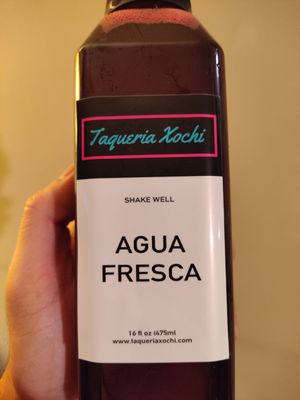 Taqueria Xochi
SHAKE WELL
AGUA
FRESCA
16 fl oz (475ml
www.taqueriaxochi.com